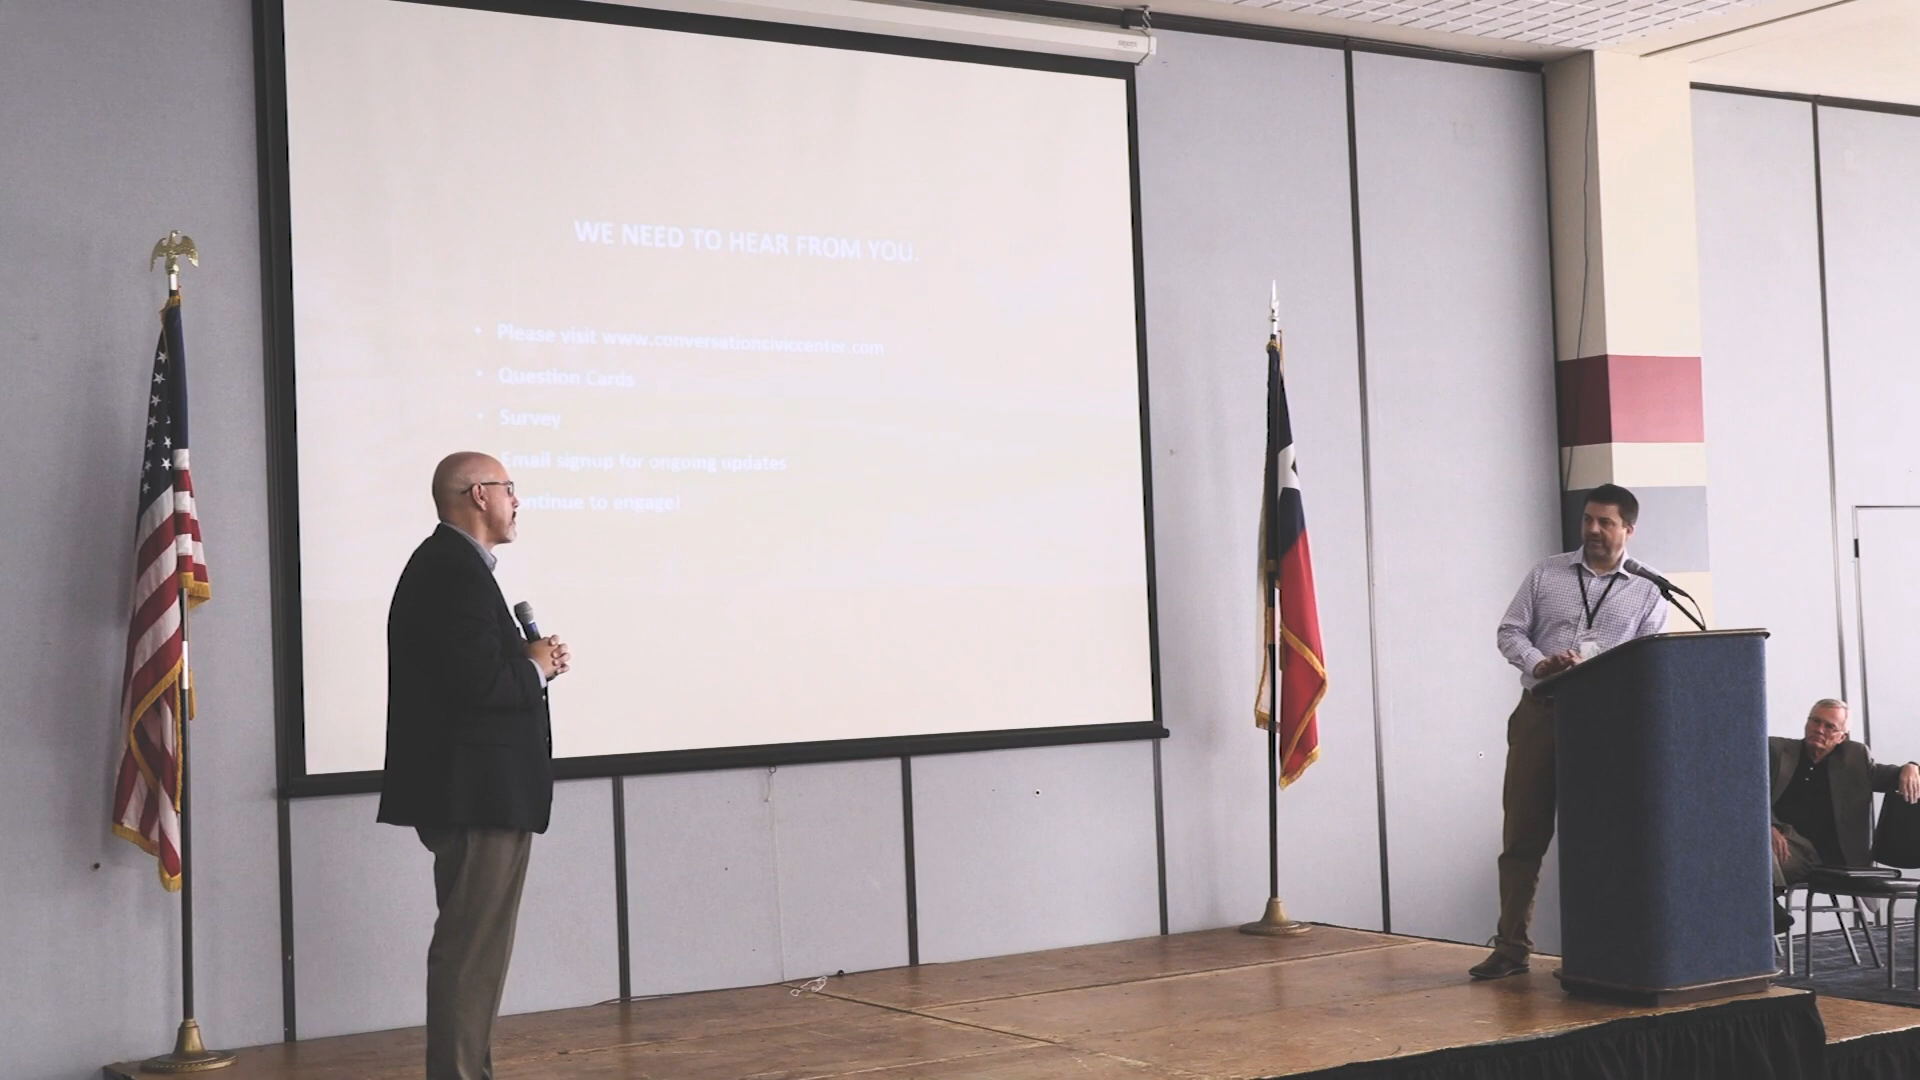 WE NEED TO HEAR FROM YOU.
• Please visit www.conversationciviccenter.com
• Question Cards
• Survey
Email signup for ongoing updates
ontinue to engage!